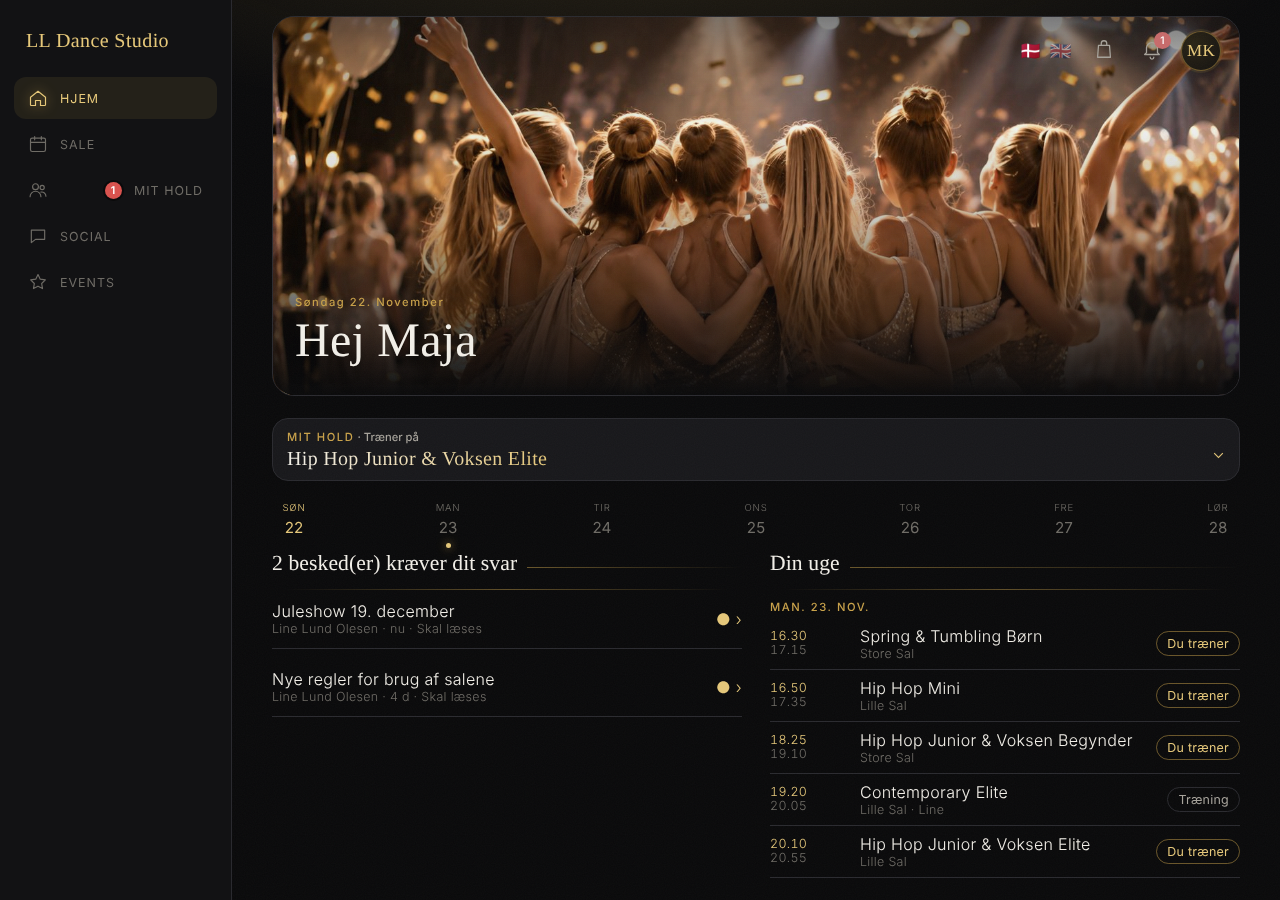 LL Dance Studio
HJEM
SALE
1 MIT HOLD
SOCIAL
EVENTS
1
MK
Søndag 22. November
Hej Maja
MIT HOLD · Træner på
Hip Hop Junior & Voksen Elite
SØN MAN TIR ONS TOR FRE LØR
22 23 24 25 26 27 28
2 besked(er) kræver dit svar
Juleshow 19. december
Line Lund Olesen · nu · Skal læses
Nye regler for brug af salene
Line Lund Olesen · 4 d · Skal læses
Din uge
MAN. 23. NOV.
16.30 Spring & Tumbling Børn Du træner
17.15 Store Sal
16.50 Hip Hop Mini Du træner
17.35 Lille Sal
18.25 Hip Hop Junior & Voksen Begynder Du træner
19.10 Store Sal
19.20 Contemporary Elite Træning
20.05 Lille Sal · Line
20.10 Hip Hop Junior & Voksen Elite Du træner
20.55 Lille Sal